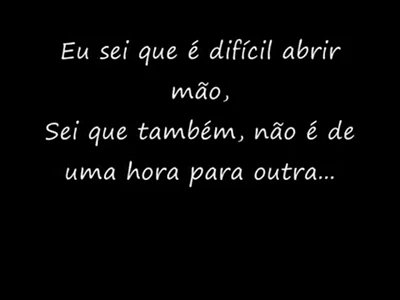 Eu sei que é difícil abrir
mão,
Sei que também, não é de
uma hora para outra...